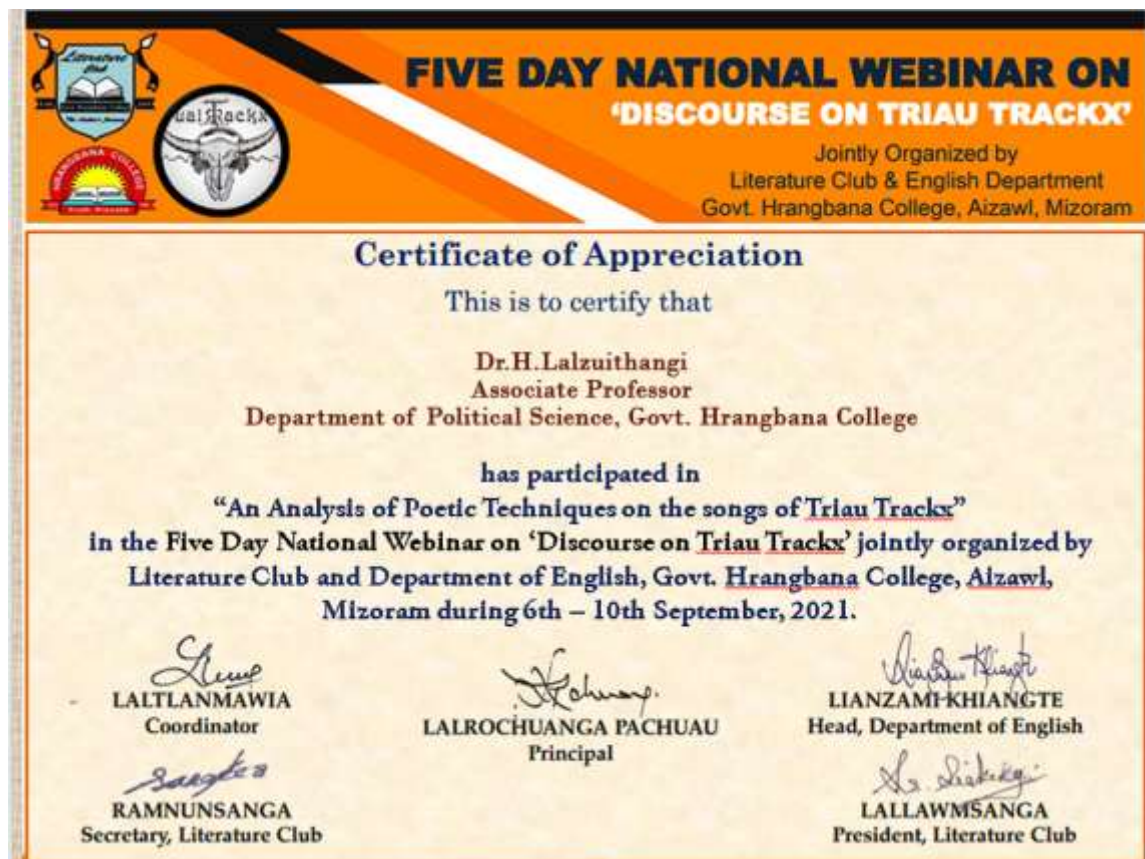 FIVE DAY NATIONAL WEBINAR ON
‘DISCOURSE ON TRIAU TRACKX’
Jointly Organized by
Literature Club & English Department
Govt. Hrangbana College, Aizawl, Mizoram
Literature
Club
HRANGBANA COLLEGE
Certificate of Appreciation
This is to certify that
Dr.H.Lalzuithangi
Associate Professor
Department of Political Science, Govt. Hrangbana College
has participated in
“An Analysis of Poetic Techniques on the songs of Triau Trackx”
in the Five Day National Webinar on ‘Discourse on Triau Trackx’ jointly organized by
Literature Club and Department of English, Govt. Hrangbana College, Aizawl,
Mizoram during 6th – 10th September, 2021.
LALTLANMAWIA
Coordinator
LALROCHUANGA PACHUAU
Principal
LIANZAMI KHIANGTE
Head, Department of English
RAMNUNSANGA
Secretary, Literature Club
LALLAWMSANGA
President, Literature Club